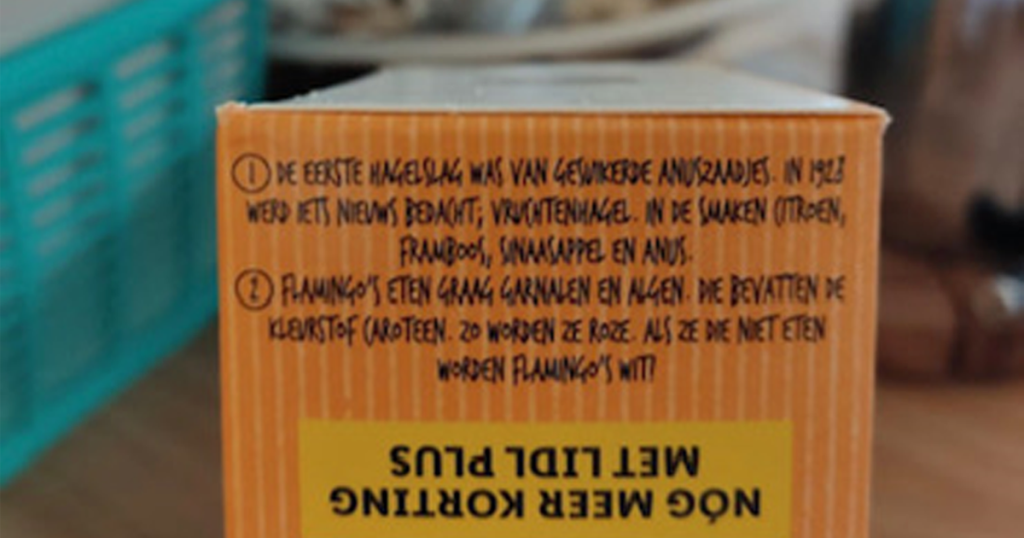 ① DE EERSTE HAGELSLAG WAS VAN GESUIKERDE ANIJSZAADJES. IN 1928
WERD IETS NIEUWS BEDACHT; VRUCHTENHAGEL. IN DE SMAKEN CITROEN,
FRAMBOOS, SINAASAPPEL EN ANIJS.
② FLAMINGO'S ETEN GRAAG GARNALEN EN ALGEN. DIE BEVATTEN DE
KLEURSTOF CAROTEEN. ZO WORDEN ZE ROZE. ALS ZE DIE NIET ETEN
WORDEN FLAMINGO'S WIT!
NÓG MEER KORTING
MET LIDL PLUS